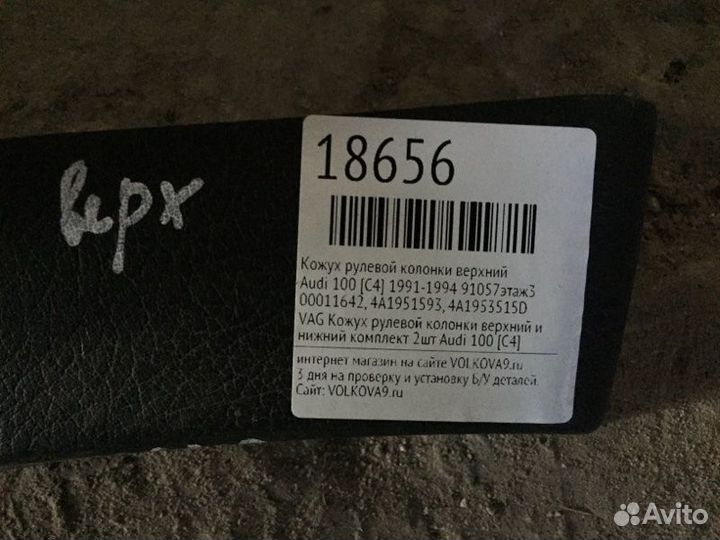 верх
18656
Кожух рулевой колонки верхний
Audi 100 [C4] 1991-1994 91057этаж3
00011642, 4A1951593, 4A1953515D
VAG Кожух рулевой колонки верхний и
нижний комплект 2шт Audi 100 [C4]
интернет магазин на сайте VOLKOVA9.ru
3 дня на проверку и установку Б/У деталей.
Сайт: VOLKOVA9.ru
Avito